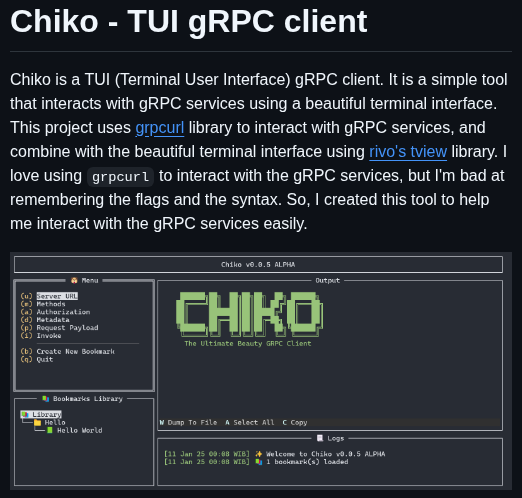 Chiko - TUI gRPC client
Chiko is a TUI (Terminal User Interface) gRPC client. It is a simple tool
that interacts with gRPC services using a beautiful terminal interface.
This project uses grpcurl library to interact with gRPC services, and
combine with the beautiful terminal interface using rivo's tview library. I
love using grpcurl to interact with the gRPC services, but I'm bad at
remembering the flags and the syntax. So, I created this tool to help
me interact with the gRPC services easily.
Chiko v0.0.5 ALPHA
Menu
(u) Server URL
(m) Methods
(a) Authorization
(d) Metadata
(p) Request Payload
(i) Invoke
(b) Create New Bookmark
(q) Quit
Bookmarks Library
Library
Hello
Hello World
Output
CHIKO
The Ultimate Beauty GRPC Client
W Dump To File A Select All C Copy
Logs
[11 Jan 25 00:08 WIB] ✨ Welcome to Chiko v0.0.5 ALPHA
[11 Jan 25 00:08 WIB] 📚 1 bookmark(s) loaded